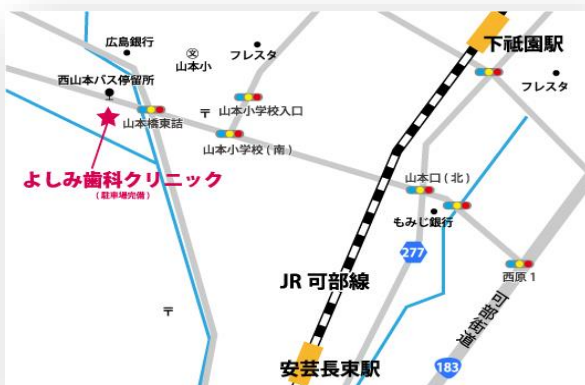 下祗園駅
広島銀行
山本小
フレスタ
フレスタ
西山本バス停留所
山本小学校入口
山本橋東詰
山本小学校(南)
よしみ歯科クリニック
(駐車場完備)
山本口(北)
もみじ銀行
277
西原1
JR可部線
可部街道
安芸長束駅
183